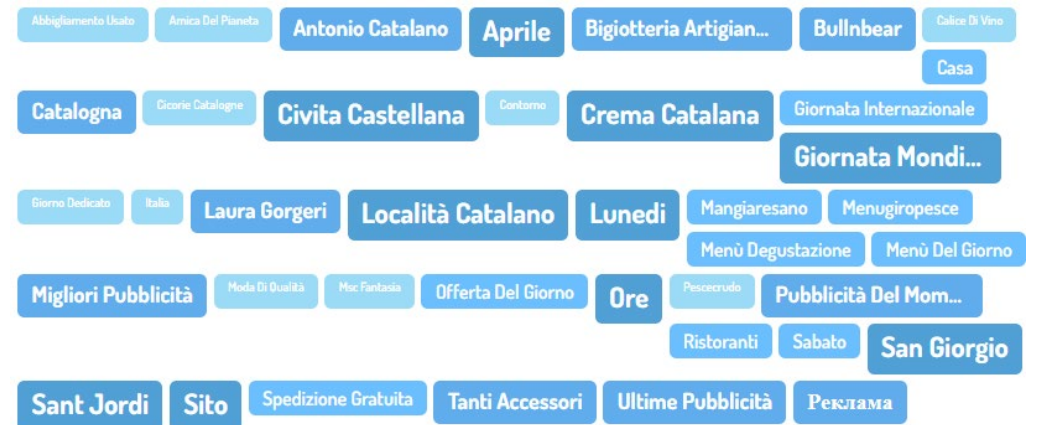 Abbigliamento Usato Amica Del Pianeta Antonio Catalano Aprile Bigiotteria Artigian... Bullnbear Calice Di Vino
Casa
Catalogna Cicorie Catalogne Civita Castellana Contorno Crema Catalana Giornata Internazionale
Giornata Mondi...
Giorno Dedicato Italia Laura Gorgeri Località Catalano Lunedi Mangiaresano Menugiropesce
Menù Degustazione Menù Del Giorno
Migliori Pubblicità Moda Di Qualità Msc Fantasia Offerta Del Giorno Ore Pescecrudo Pubblicità Del Mom...
Ristoranti Sabato San Giorgio
Sant Jordi Sito Spedizione Gratuita Tanti Accessori Ultime Pubblicità Реклама